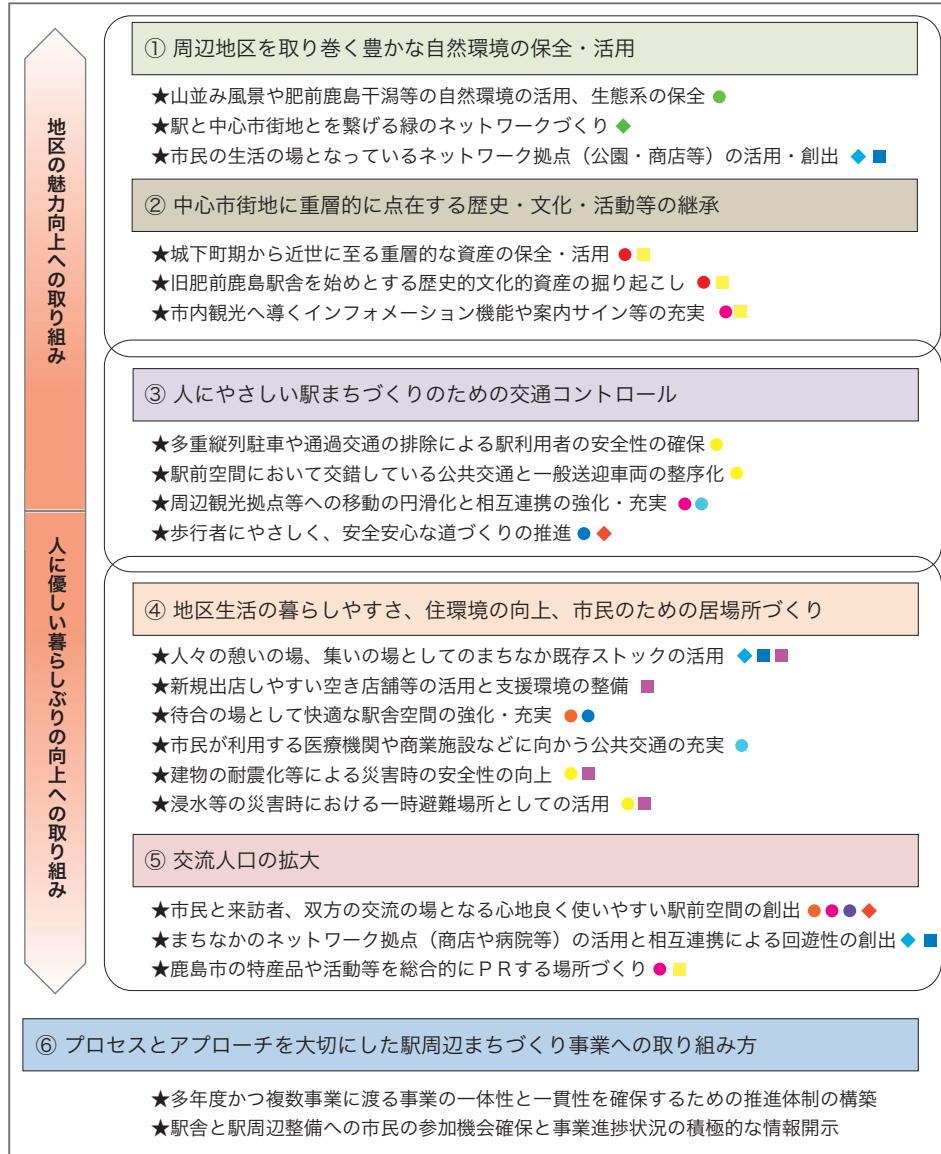 地区の魅力向上への取り組み
① 周辺地区を取り巻く豊かな自然環境の保全・活用
★山並み風景や肥前鹿島干潟等の自然環境の活用、生態系の保全
★駅と中心市街地とを繋げる緑のネットワークづくり
★市民の生活の場となっているネットワーク拠点（公園・商店等）の活用・創出
② 中心市街地に重層的に点在する歴史・文化・活動等の継承
★城下町期から近世に至る重層的な資産の保全・活用
★旧肥前鹿島駅舎を始めとする歴史的文化的資産の掘り起こし
★市内観光へ導くインフォメーション機能や案内サイン等の充実
③ 人にやさしい駅まちづくりのための交通コントロール
★多重縦列駐車や通過交通の排除による駅利用者の安全性の確保
★駅前空間において交錯している公共交通と一般送迎車両の整序化
★周辺観光拠点等への移動の円滑化と相互連携の強化・充実
★歩行者にやさしく、安全安心な道づくりの推進
人に優しい暮らしぶりの向上への取り組み
④ 地区生活の暮らしやすさ、住環境の向上、市民のための居場所づくり
★人々の憩いの場、集いの場としてのまちなか既存ストックの活用
★新規出店しやすい空き店舗等の活用と支援環境の整備
★待合の場として快適な駅舎空間の強化・充実
★市民が利用する医療機関や商業施設などに向かう公共交通の充実
★建物の耐震化等による災害時の安全性の向上
★浸水等の災害時における一時避難場所としての活用
⑤ 交流人口の拡大
★市民と来訪者、双方の交流の場となる心地良く使いやすい駅前空間の創出
★まちなかのネットワーク拠点（商店や病院等）の活用と相互連携による回遊性の創出
★鹿島市の特産品や活動等を総合的にＰＲする場所づくり
⑥ プロセスとアプローチを大切にした駅周辺まちづくり事業への取り組み方
★多年度かつ複数事業に渡る事業の一体性と一貫性を確保するための推進体制の構築
★駅舎と駅周辺整備への市民の参加機会確保と事業進捗状況の積極的な情報開示